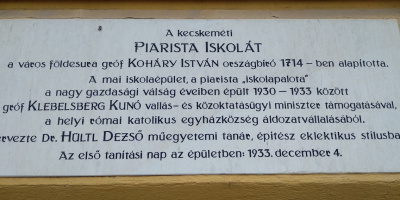 A kecskeméti
PIARISTA ISKOLÁT
a város földesura gróf KOHÁRY ISTVÁN országbíró 1714 - ben alapította.
A mai iskolaépület, a piarista „iskolapalota"
a nagy gazdasági válság éveiben épült 1930 - 1933 között
gróf KLEBELSBERG KUNÓ vallás- és közoktatásügyi miniszter támogatásával,
a helyi római katolikus egyházközség áldozatvállalásából.
ervezte Dr. HÜLTL DEZSŐ műegyetemi tanár, építész eklektikus stílusba
Az első tanítási nap az épületben: 1933. december 4.